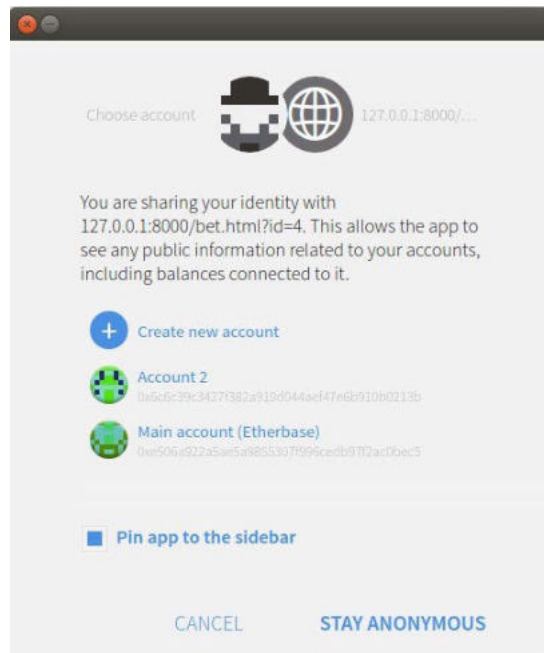 Choose account
127.0.0.1:8000/...
You are sharing your identity with
127.0.0.1:8000/bet.html?id=4. This allows the app to
see any public information related to your accounts,
including balances connected to it.
Create new account
Account 2
Main account (Etherbase)
Pin app to the sidebar
CANCEL
STAY ANONYMOUS